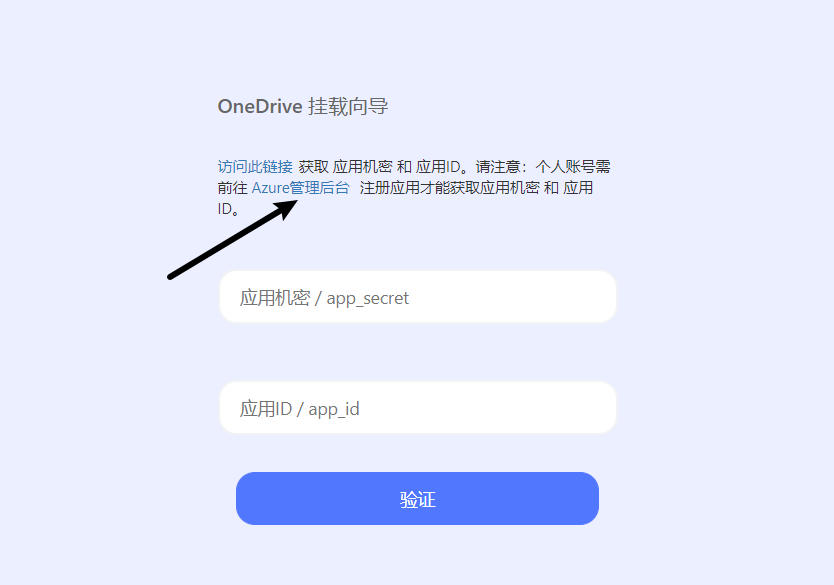 OneDrive 挂载向导
访问此链接 获取 应用机密 和 应用ID。请注意：个人账号需
前往 Azure管理后台 注册应用才能获取应用机密 和 应用
ID。
应用机密 / app_secret
应用ID / app_id
验证